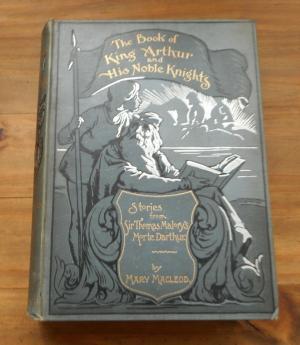 The Book of
King Arthur
and
His Noble Knights
Stories
from
Sir Thomas Malory's
Morte Darthur
by
MARY MACLEOD.